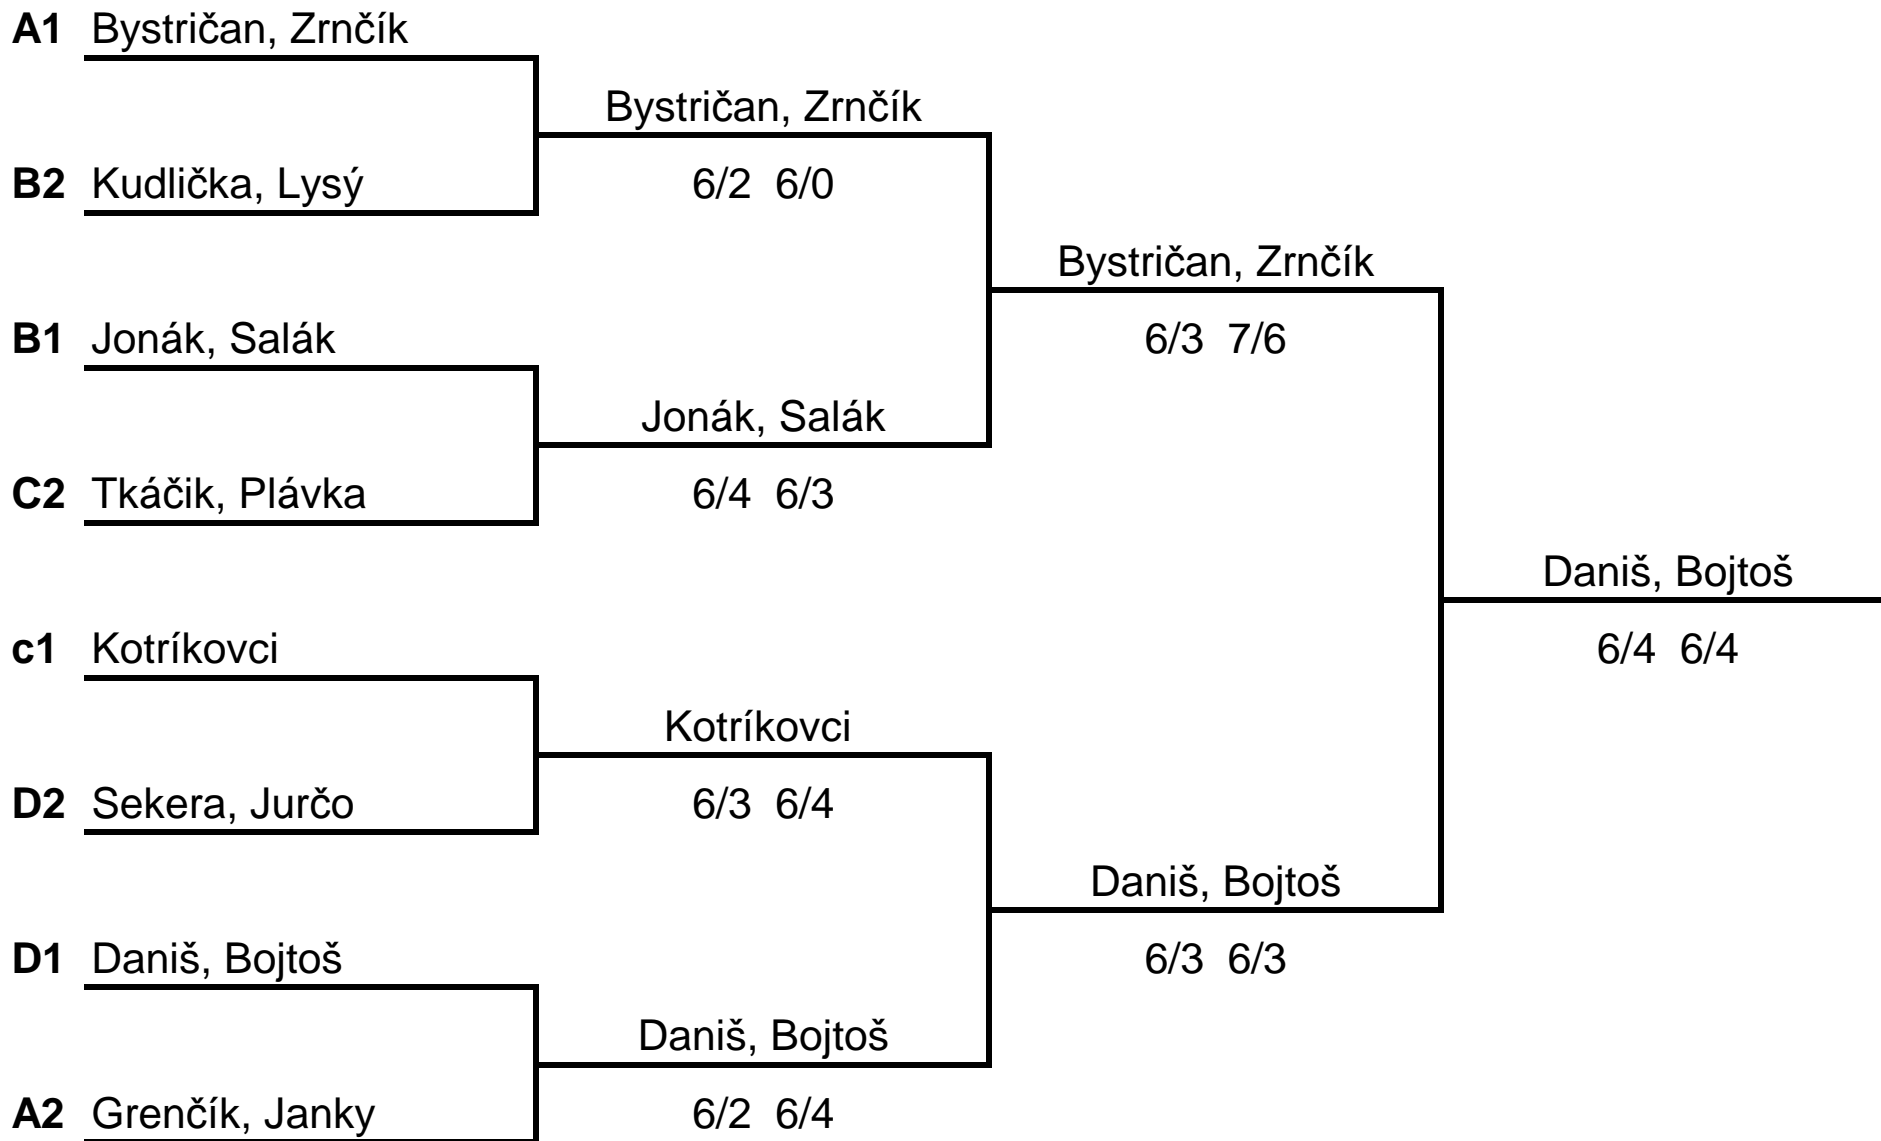 A1 Bystričan, Zrnčík
Bystričan, Zrnčík
B2 Kudlička, Lysý 6/2 6/0
Bystričan, Zrnčík
B1 Jonák, Salák 6/3 7/6
Jonák, Salák
C2 Tkáčik, Plávka 6/4 6/3
Daniš, Bojtoš
c1 Kotríkovci 6/4 6/4
Kotríkovci
D2 Sekera, Jurčo 6/3 6/4
Daniš, Bojtoš
D1 Daniš, Bojtoš 6/3 6/3
Daniš, Bojtoš
A2 Grenčík, Janky 6/2 6/4